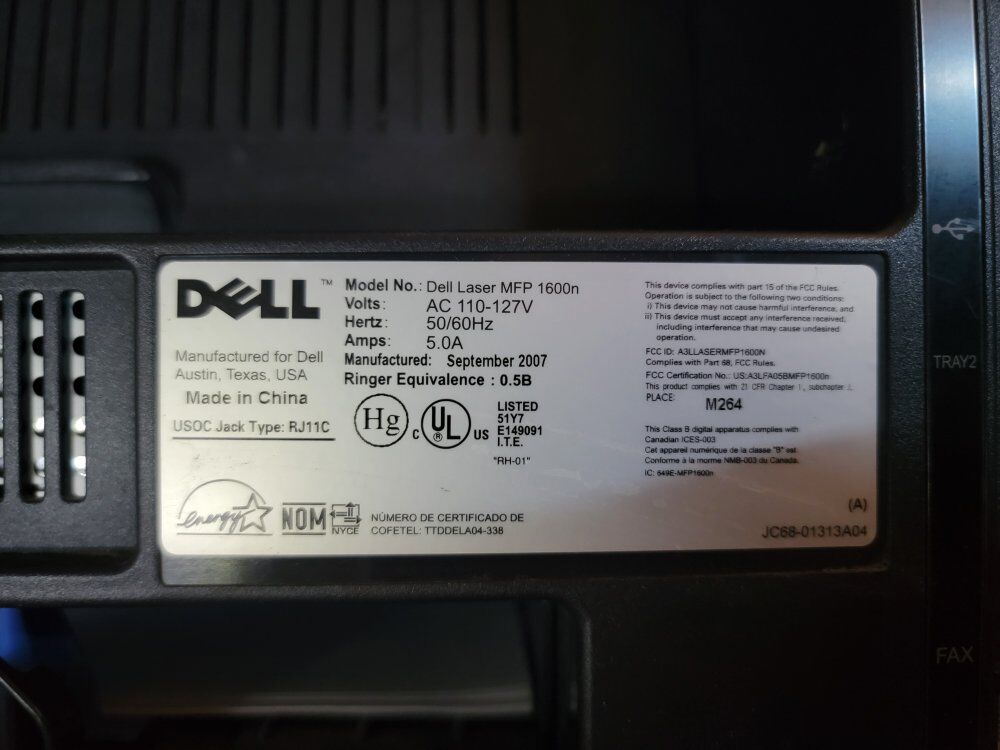 DELL™
Manufactured for Dell
Austin, Texas, USA
Made in China
USOC Jack Type: RJ11C
Model No.: Dell Laser MFP 1600n
Volts: AC 110-127V
Hertz: 50/60Hz
Amps: 5.0A
Manufactured: September 2007
Ringer Equivalence : 0.5B
Hg
C UL ® US
LISTED
51Y7
E149091
I.T.E.
"RH-01"
energy
NOM
NYCE
NÚMERO DE CERTIFICADO DE
COFETEL: TTDDELA04-338
This device complies with part 15 of the FCC Rules.
Operation is subject to the following two conditions:
i) This device may not cause harmful interference, and
ii) This device must accept any interference received,
including interference that may cause undesired
operation.
FCC ID: A3LLASERMFP1600N
Complies with Part 68, FCC Rules.
FCC Certification No.: US:A3LFA05BMFP1600n
This product complies with 21 CFR Chapter 1, subchapter J.
PLACE: M264
This Class B digital apparatus complies with
Canadian ICES-003
Cet appareil numérique de la classe "B" est
Conforme à la norme NMB-003 du Canada.
IC: 649E-MFP1600n
(A)
JC68-01313A04
TRAY2
FAX